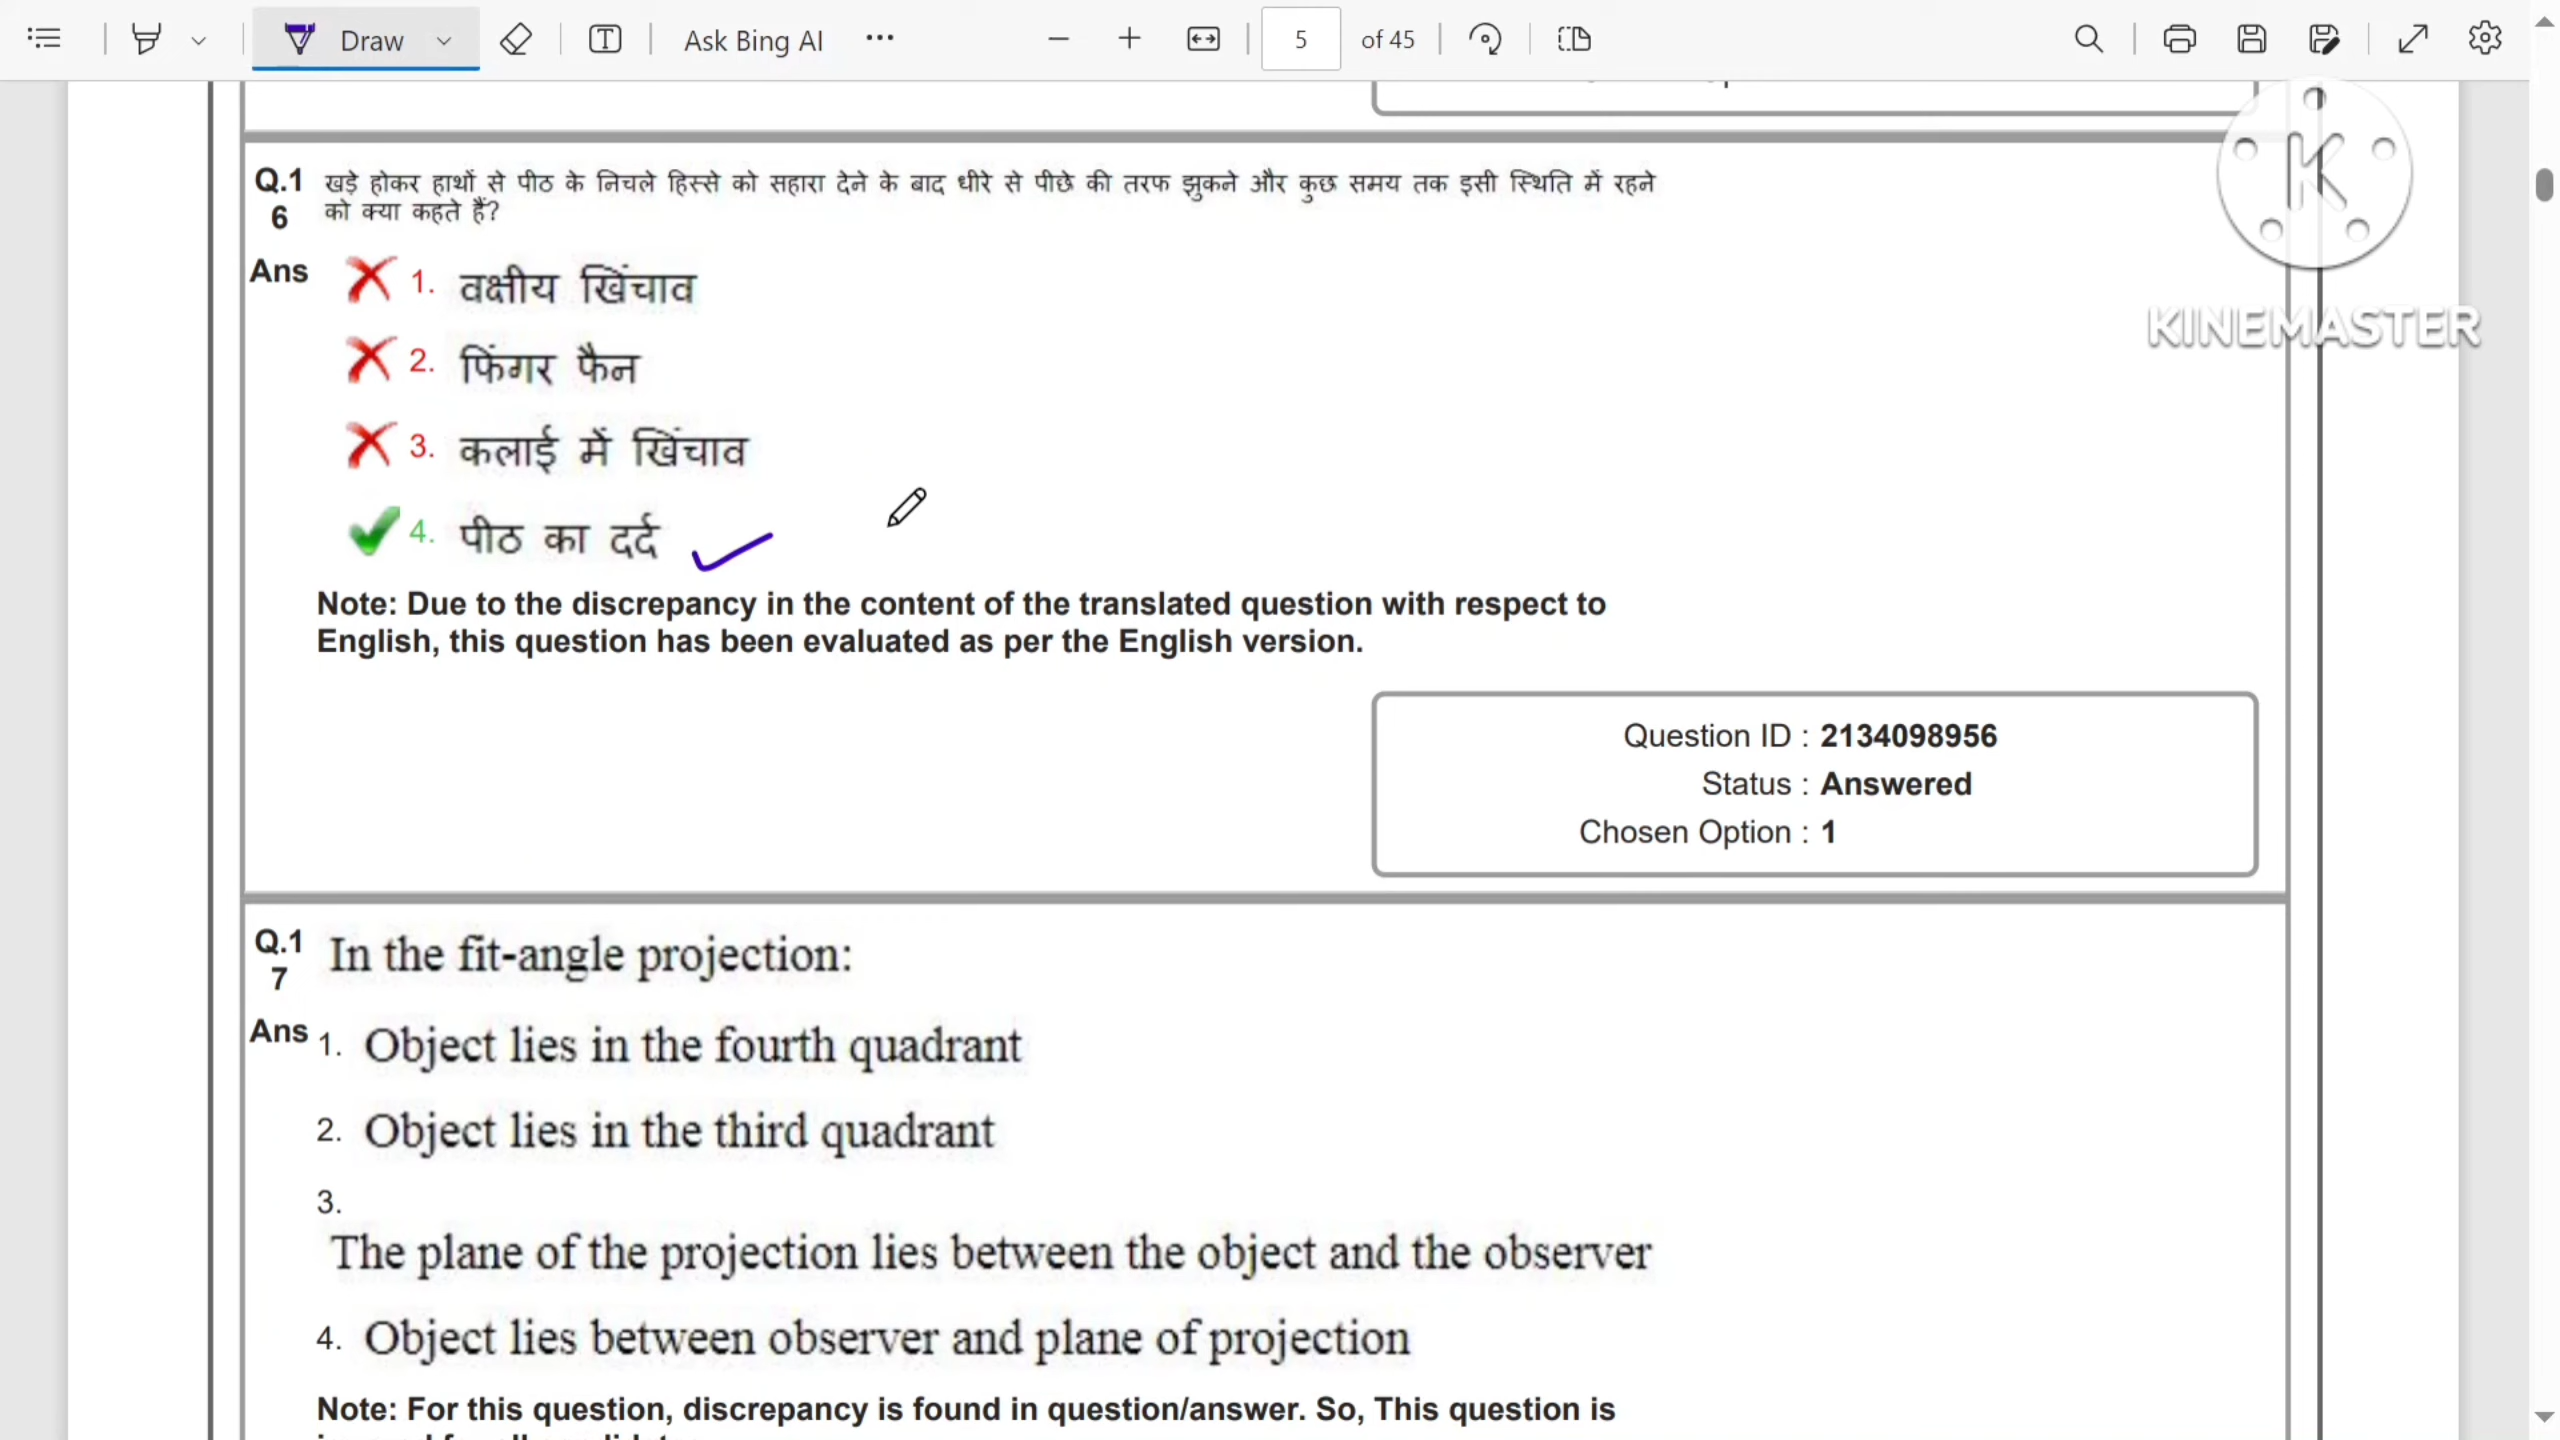 Draw
Ask Bing AI
5 of 45
Q.1 खड़े होकर हाथों से पीठ के निचले हिस्से को सहारा देने के बाद धीरे से पीछे की तरफ झुकने और कुछ समय तक इसी स्थिति में रहने
6 को क्या कहते हैं?
Ans 1. वक्षीय खिंचाव
2. फिंगर फैन
3. कलाई में खिंचाव
4. पीठ का दर्द
Note: Due to the discrepancy in the content of the translated question with respect to
English, this question has been evaluated as per the English version.
Question ID : 2134098956
Status : Answered
Chosen Option : 1
Q.1 In the fit-angle projection:
7
Ans 1. Object lies in the fourth quadrant
2. Object lies in the third quadrant
3.
The plane of the projection lies between the object and the observer
4. Object lies between observer and plane of projection
Note: For this question, discrepancy is found in question/answer. So, This question is
K
KINEMASTER